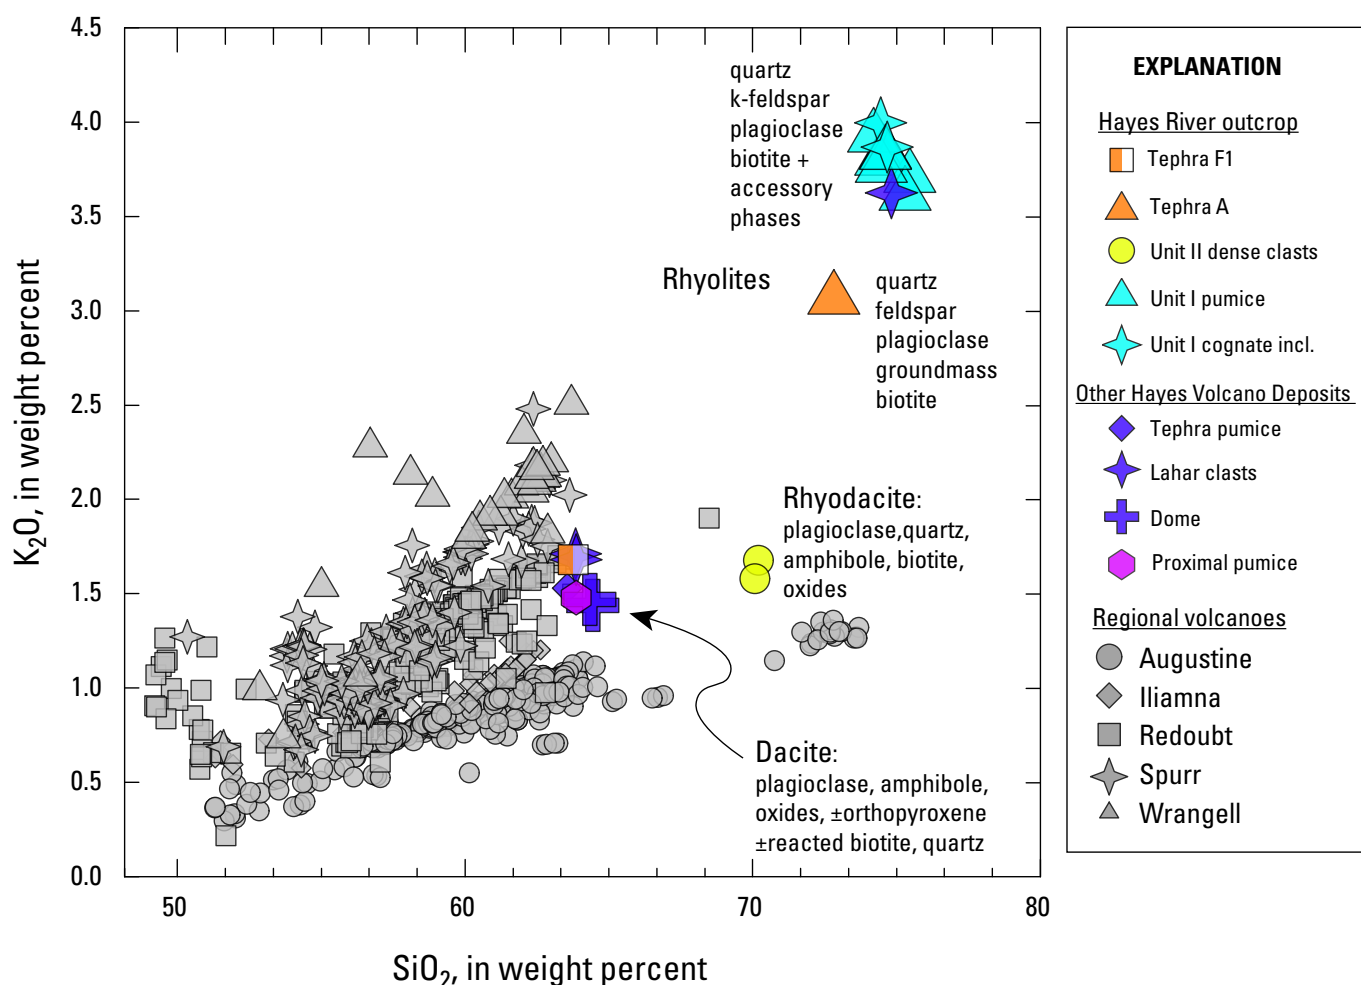 4.5
4.0
3.5
3.0
2.5
2.0
1.5
1.0
0.5
0.0
K₂O, in weight percent
50
60
70
80
SiO₂, in weight percent
quartz
k-feldspar
plagioclase
biotite +
accessory
phases
Rhyolites
quartz
feldspar
plagioclase
groundmass
biotite
Rhyodacite:
plagioclase,quartz,
amphibole, biotite,
oxides
Dacite:
plagioclase, amphibole,
oxides, ±orthopyroxene
±reacted biotite, quartz
EXPLANATION
Hayes River outcrop
Tephra F1
Tephra A
Unit II dense clasts
Unit I pumice
Unit I cognate incl.
Other Hayes Volcano Deposits
Tephra pumice
Lahar clasts
Dome
Proximal pumice
Regional volcanoes
Augustine
Iliamna
Redoubt
Spurr
Wrangell